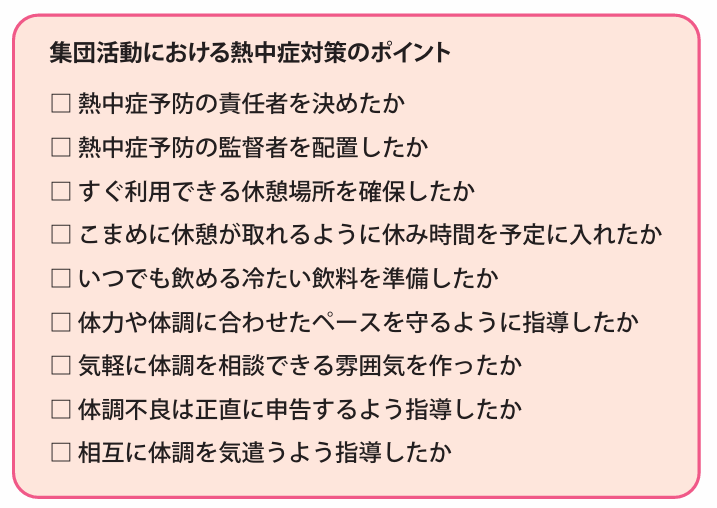 集団活動における熱中症対策のポイント
□ 熱中症予防の責任者を決めたか
□ 熱中症予防の監督者を配置したか
□ すぐ利用できる休憩場所を確保したか
□ こまめに休憩が取れるように休み時間を予定に入れたか
□ いつでも飲める冷たい飲料を準備したか
□ 体力や体調に合わせたペースを守るように指導したか
□ 気軽に体調を相談できる雰囲気を作ったか
□ 体調不良は正直に申告するよう指導したか
□ 相互に体調を気遣うよう指導したか